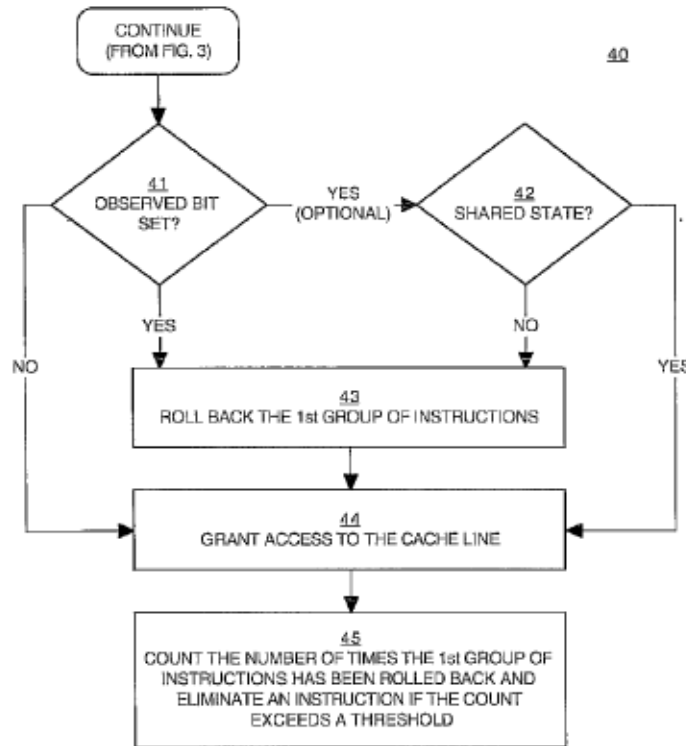 CONTINUE
(FROM FIG. 3)
40
41
OBSERVED BIT
SET?
YES
(OPTIONAL)
42
SHARED STATE?
YES
NO
NO
YES
43
ROLL BACK THE 1st GROUP OF INSTRUCTIONS
44
GRANT ACCESS TO THE CACHE LINE
45
COUNT THE NUMBER OF TIMES THE 1st GROUP OF
INSTRUCTIONS HAS BEEN ROLLED BACK AND
ELIMINATE AN INSTRUCTION IF THE COUNT
EXCEEDS A THRESHOLD